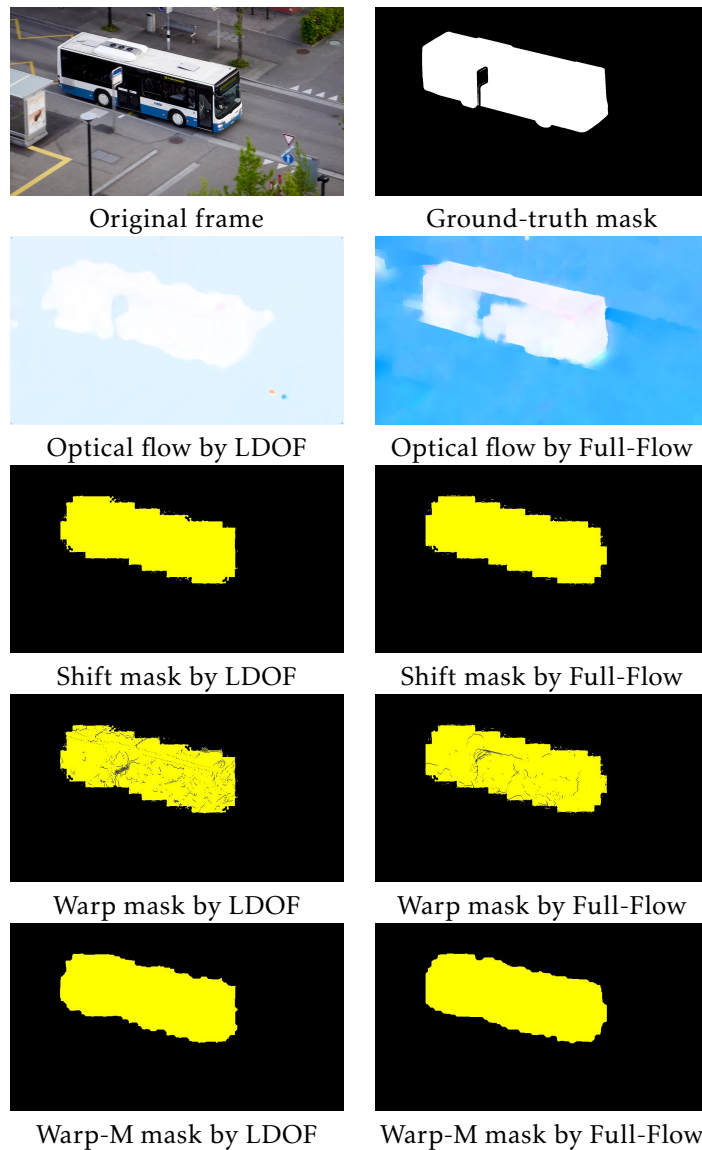 Original frame
Ground-truth mask
Optical flow by LDOF
Optical flow by Full-Flow
Shift mask by LDOF
Shift mask by Full-Flow
Warp mask by LDOF
Warp mask by Full-Flow
Warp-M mask by LDOF
Warp-M mask by Full-Flow